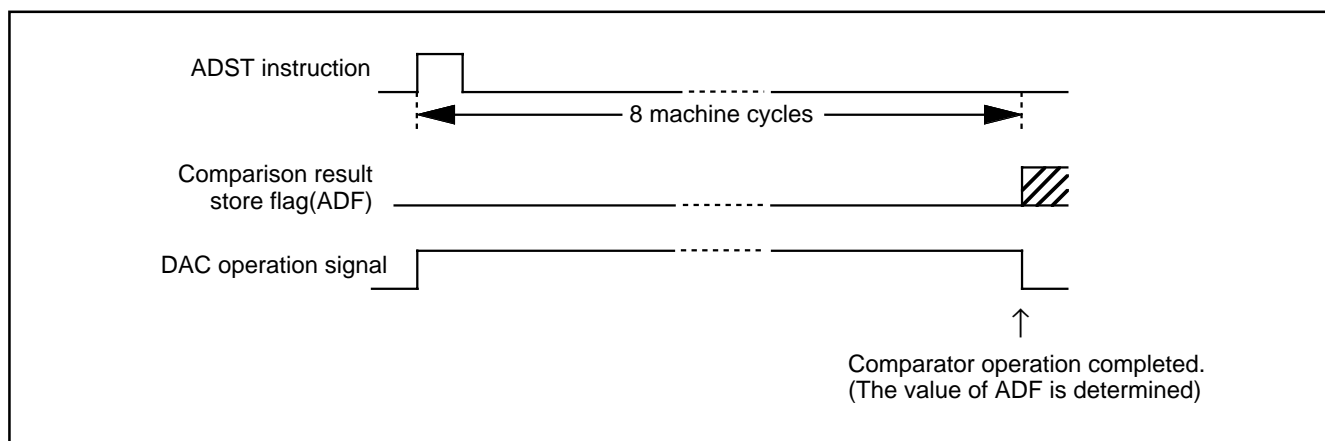 ADST instruction
8 machine cycles
Comparison result
store flag(ADF)
DAC operation signal
Comparator operation completed.
(The value of ADF is determined)